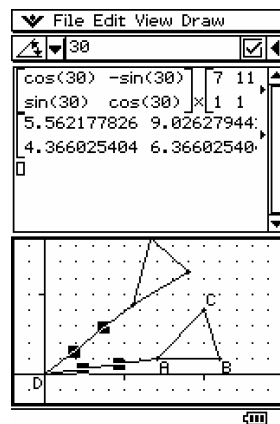 File Edit View Draw
30
cos(30) -sin(30) 7 11
sin(30) cos(30) × 1 1
5.562177826 9.02627944
4.366025404 6.36602540
C
D A B